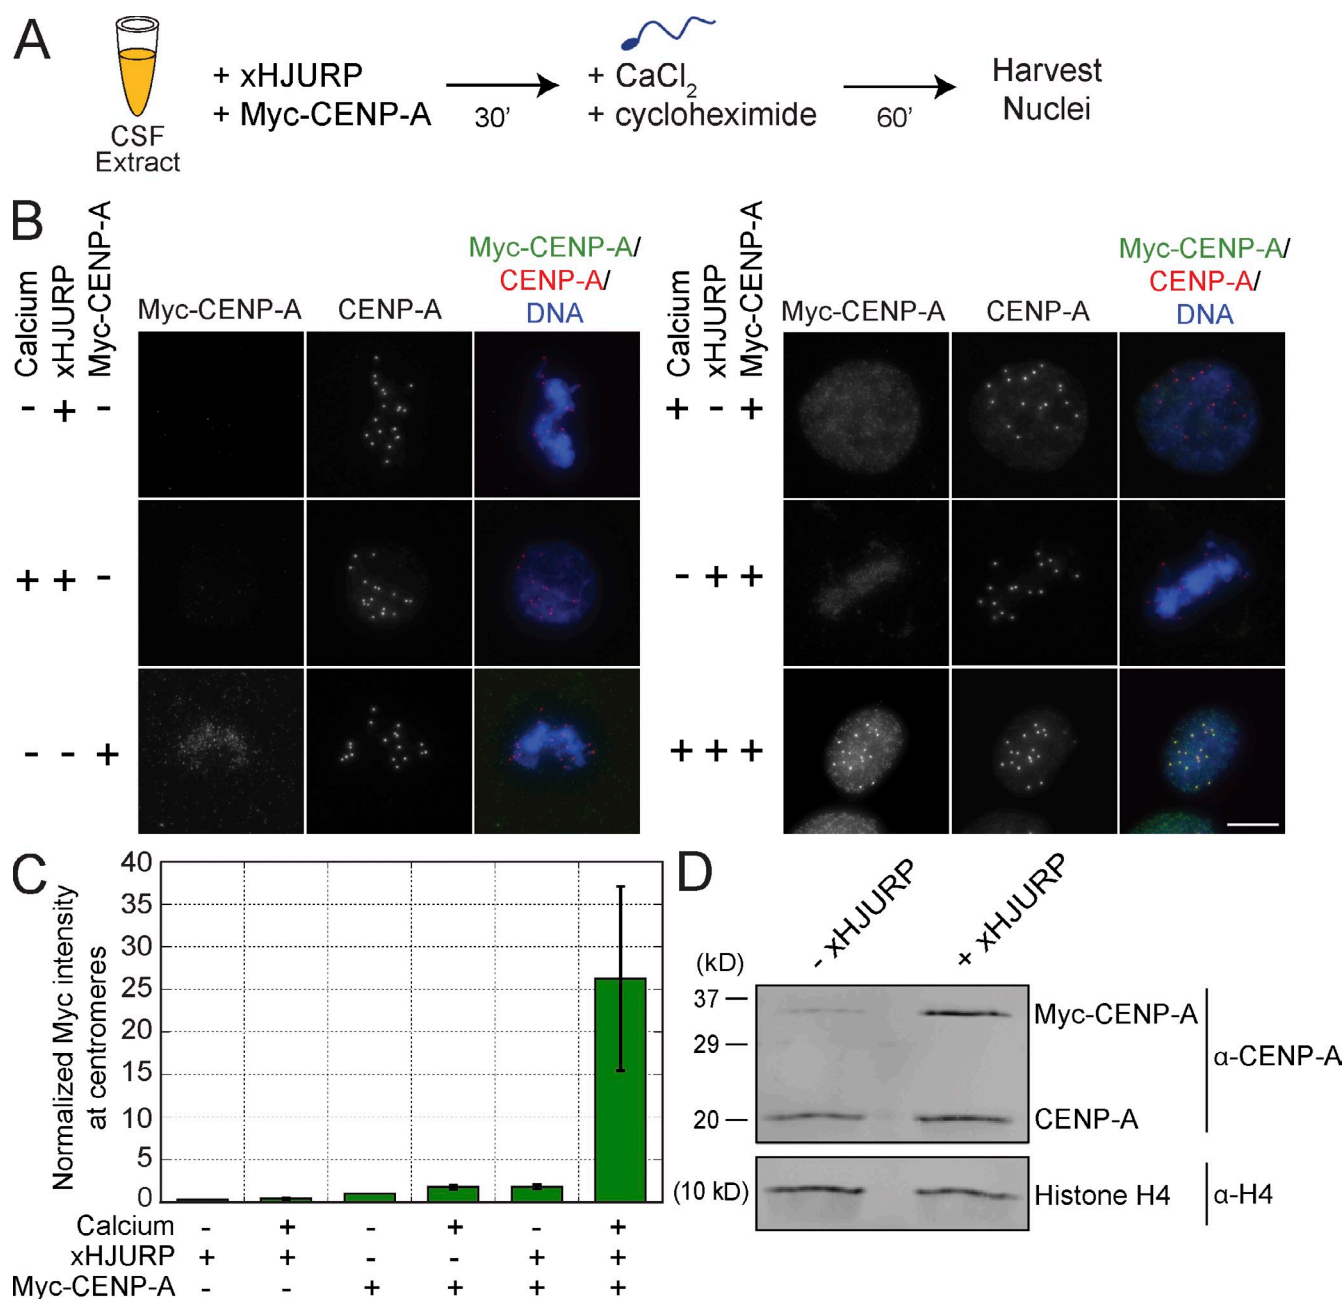 A
CSF
Extract
+ xHJURP
+ Myc-CENP-A
30’
+ CaCl2
+ cycloheximide
60’
Harvest
Nuclei
B
Calcium
xHJURP
Myc-CENP-A
Myc-CENP-A
CENP-A
Myc-CENP-A/
CENP-A/
DNA
- + -
+ + -
- - +
Calcium
xHJURP
Myc-CENP-A
Myc-CENP-A
CENP-A
Myc-CENP-A/
CENP-A/
DNA
+ - +
- + +
+ + +
C
Normalized Myc intensity
at centromeres
40
35
30
25
20
15
10
5
0
Calcium - + - + - +
xHJURP + + - - + +
Myc-CENP-A - - + + + +
D
- xHJURP
+ xHJURP
(kD)
37
29
20
(10 kD)
Myc-CENP-A
CENP-A
α-CENP-A
Histone H4
α-H4